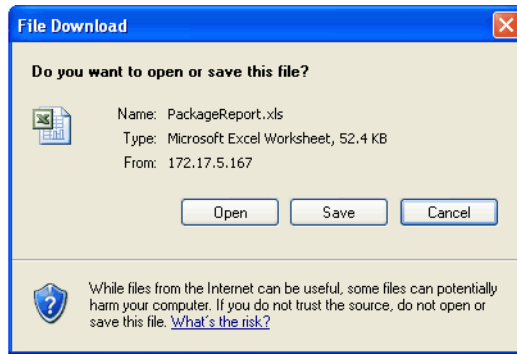 File Download
Do you want to open or save this file?
Name: PackageReport.xls
Type: Microsoft Excel Worksheet, 52.4 KB
From: 172.17.5.167
Open Save Cancel
While files from the Internet can be useful, some files can potentially
harm your computer. If you do not trust the source, do not open or
save this file. What's the risk?